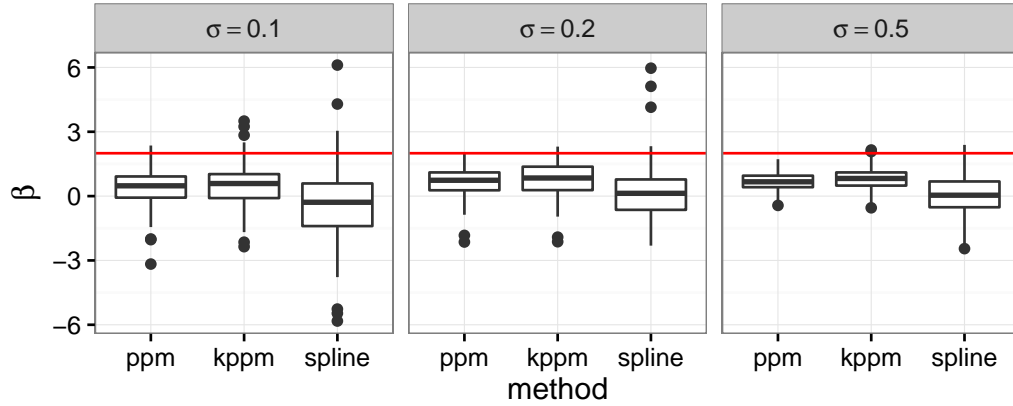 σ = 0.1
σ = 0.2
σ = 0.5
β
6
3
0
−3
−6
ppm kppm spline
ppm kppm spline
ppm kppm spline
method